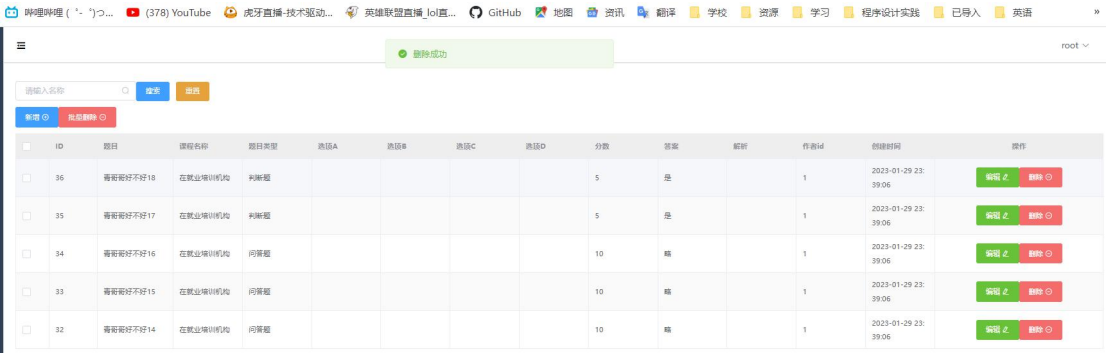 哔哩哔哩 (゜-゜)つ... (378) YouTube 虎牙直播-技术驱动... 英雄联盟直播_lol直... GitHub 地图 资讯 翻译 学校 资源 学习 程序设计实践 已导入 英语 »
删除成功 root
请输入名称 搜索 重置
新增 批量删除
ID 题目 课程名称 题目类型 选项A 选项B 选项C 选项D 分数 答案 解析 作者id 创建时间 操作
36 青哥哥好不好18 在就业培训机构 判断题 5 是 1 2023-01-29 23: 编辑 删除
39:06
35 青哥哥好不好17 在就业培训机构 判断题 5 是 1 2023-01-29 23: 编辑 删除
39:06
34 青哥哥好不好16 在就业培训机构 问答题 10 略 1 2023-01-29 23: 编辑 删除
39:06
33 青哥哥好不好15 在就业培训机构 问答题 10 略 1 2023-01-29 23: 编辑 删除
39:06
32 青哥哥好不好14 在就业培训机构 问答题 10 略 1 2023-01-29 23: 编辑 删除
39:06